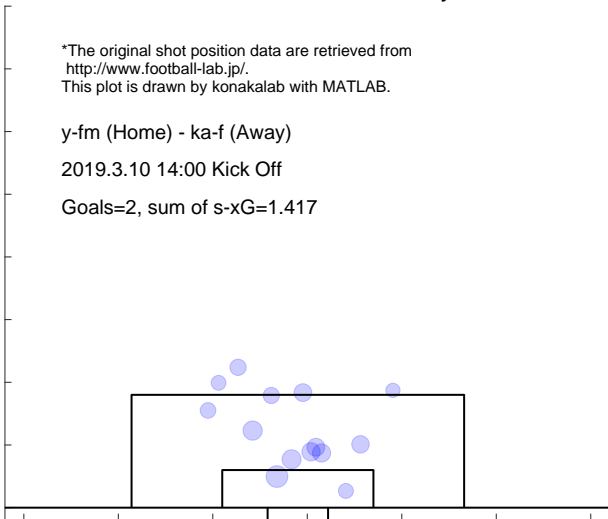 *The original shot position data are retrieved from
http://www.football-lab.jp/.
This plot is drawn by konakalab with MATLAB.
y-fm (Home) - ka-f (Away)
2019.3.10 14:00 Kick Off
Goals=2, sum of s-xG=1.417